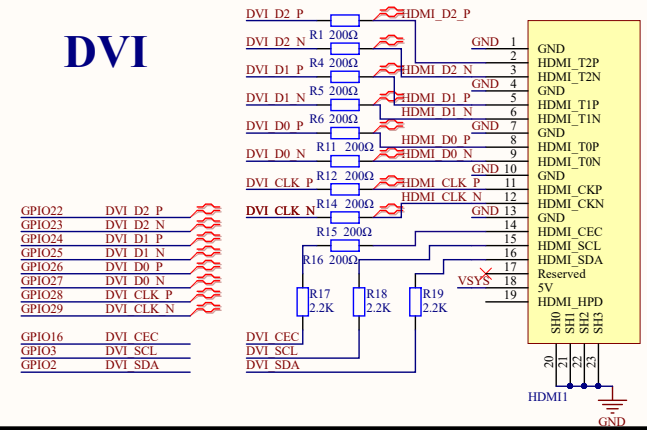 DVI
DVI_D2_P HDMI_D2_P
R1 200Ω
DVI_D2_N HDMI_D2_N
R4 200Ω
DVI_D1_P HDMI_D1_P
R5 200Ω
DVI_D1_N HDMI_D1_N
R6 200Ω
DVI_D0_P HDMI_D0_P
R11 200Ω
DVI_D0_N HDMI_D0_N
R12 200Ω
DVI_CLK_P HDMI_CLK_P
R14 200Ω
DVI_CLK_N HDMI_CLK_N
R15 200Ω
R16 200Ω
R17 2.2K
R18 2.2K
R19 2.2K
DVI_CEC
DVI_SCL
DVI_SDA
GPIO22 DVI_D2_P
GPIO23 DVI_D2_N
GPIO24 DVI_D1_P
GPIO25 DVI_D1_N
GPIO26 DVI_D0_P
GPIO27 DVI_D0_N
GPIO28 DVI_CLK_P
GPIO29 DVI_CLK_N
GPIO16 DVI_CEC
GPIO3 DVI_SCL
GPIO2 DVI_SDA
GND 1 GND
2 HDMI_T2P
3 HDMI_T2N
GND 4 GND
5 HDMI_T1P
6 HDMI_T1N
GND 7 GND
8 HDMI_T0P
9 HDMI_T0N
GND 10 GND
11 HDMI_CKP
12 HDMI_CKN
GND 13 GND
14 HDMI_CEC
15 HDMI_SCL
16 HDMI_SDA
17 Reserved
VSYS 18 5V
19 HDMI_HPD
SH0 SH1 SH2 SH3
20 21 22 23
HDMI1
GND